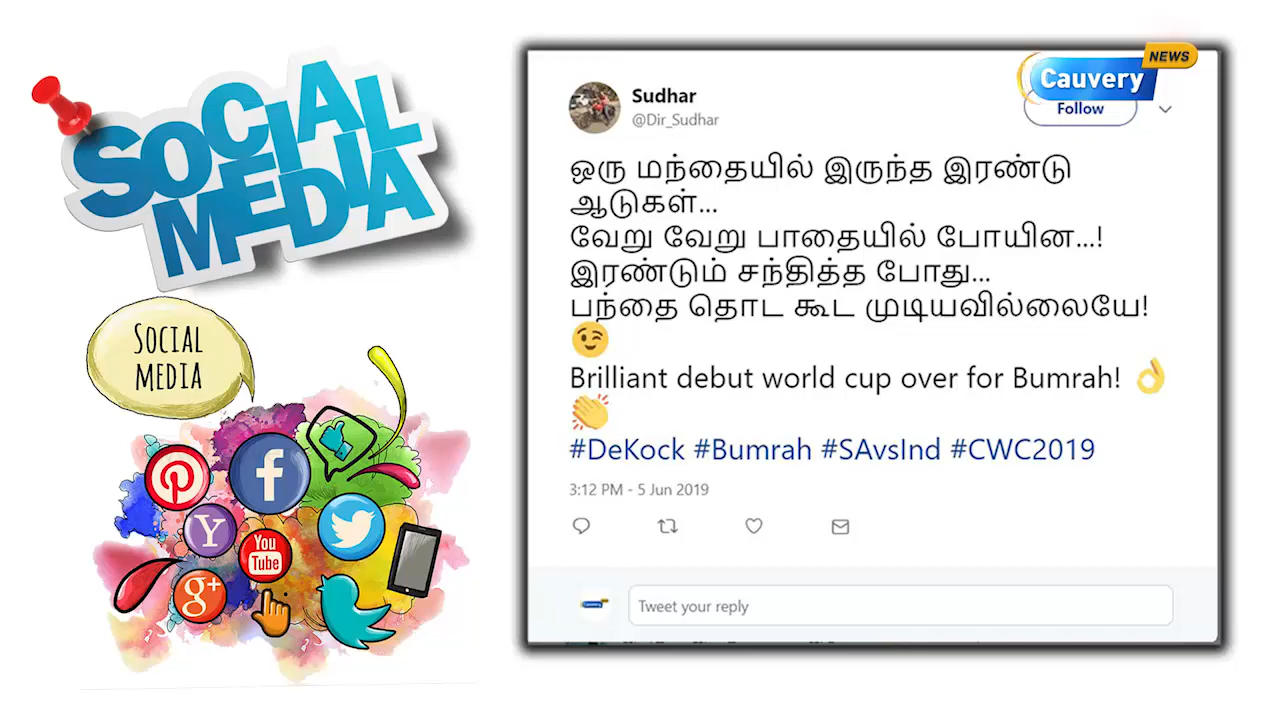 SOCIAL
MEDIA
SOCIAL
MEDIA
You
Tube
g+
Cauvery
NEWS
Sudhar
@Dir_Sudhar
Follow
ஒரு மந்தையில் இருந்த இரண்டு
ஆடுகள்...
வேறு வேறு பாதையில் போயின...!
இரண்டும் சந்தித்த போது...
பந்தை தொட கூட முடியவில்லையே!
😉
Brilliant debut world cup over for Bumrah! 👌
👏
#DeKock #Bumrah #SAvsInd #CWC2019
3:12 PM - 5 Jun 2019
Tweet your reply